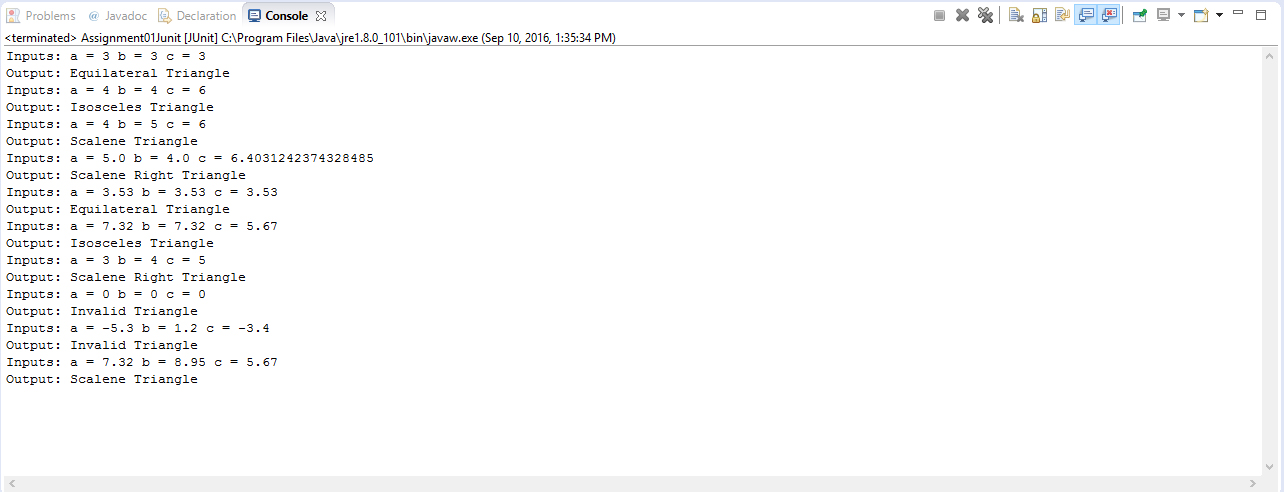 Problems @ Javadoc Declaration Console
<terminated> Assignment01Junit [JUnit] C:\Program Files\Java\jre1.8.0_101\bin\javaw.exe (Sep 10, 2016, 1:35:34 PM)
Inputs: a = 3 b = 3 c = 3
Output: Equilateral Triangle
Inputs: a = 4 b = 4 c = 6
Output: Isosceles Triangle
Inputs: a = 4 b = 5 c = 6
Output: Scalene Triangle
Inputs: a = 5.0 b = 4.0 c = 6.4031242374328485
Output: Scalene Right Triangle
Inputs: a = 3.53 b = 3.53 c = 3.53
Output: Equilateral Triangle
Inputs: a = 7.32 b = 7.32 c = 5.67
Output: Isosceles Triangle
Inputs: a = 3 b = 4 c = 5
Output: Scalene Right Triangle
Inputs: a = 0 b = 0 c = 0
Output: Invalid Triangle
Inputs: a = -5.3 b = 1.2 c = -3.4
Output: Invalid Triangle
Inputs: a = 7.32 b = 8.95 c = 5.67
Output: Scalene Triangle